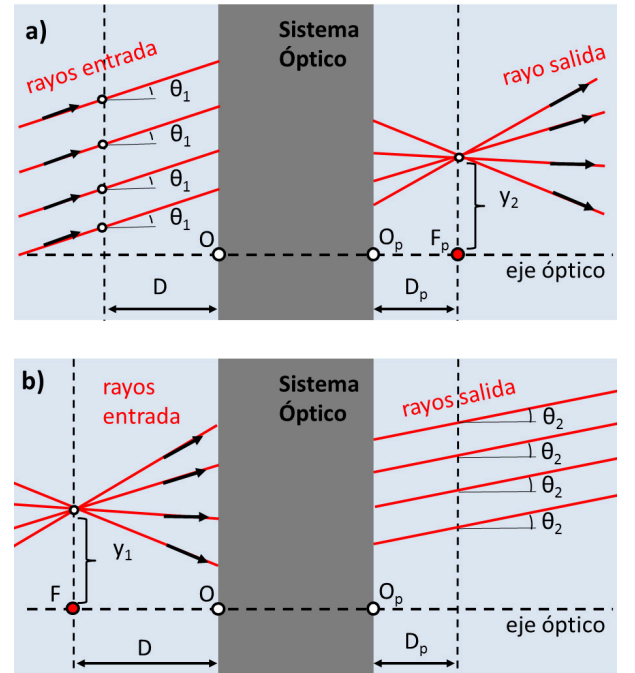 a)
rayos entrada
Sistema
Óptico
rayo salida
θ1
θ1
θ1
θ1
y2
O
Op
Fp
eje óptico
D
Dp
b)
rayos
entrada
Sistema
Óptico
rayos salida
θ2
θ2
θ2
θ2
y1
F
O
Op
eje óptico
D
Dp